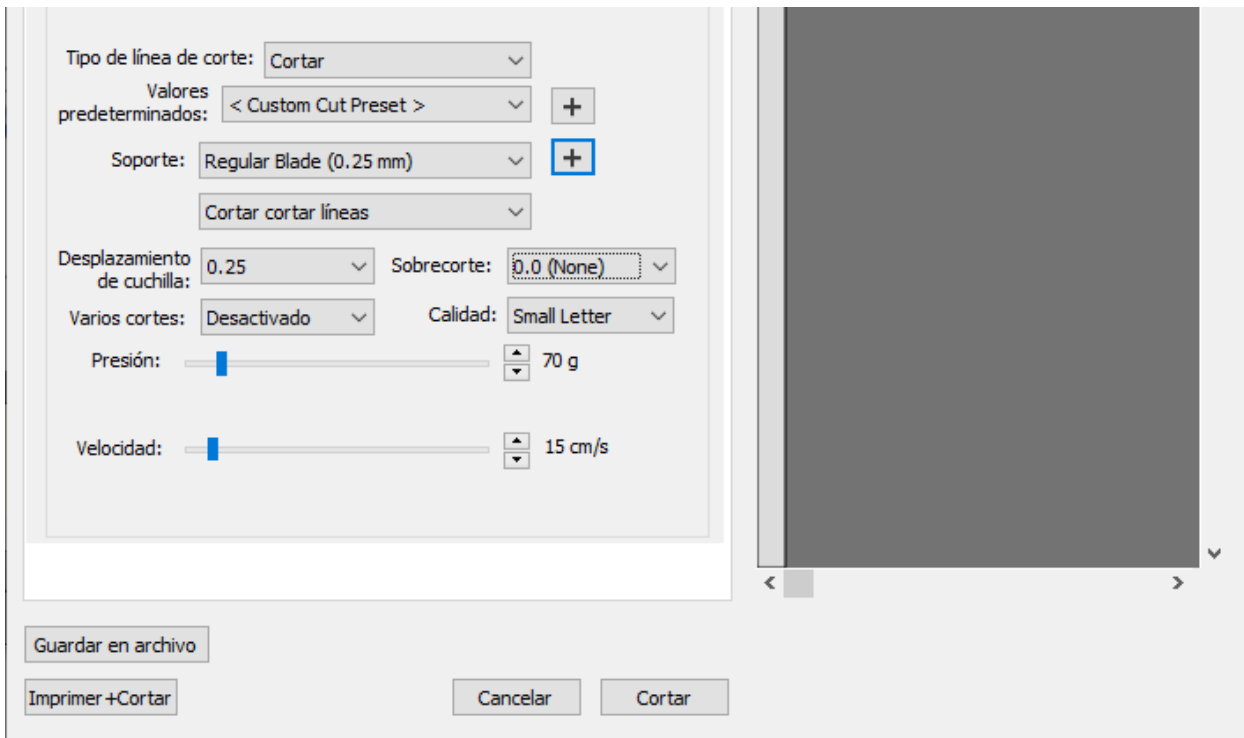 Tipo de línea de corte: Cortar
Valores predeterminados: < Custom Cut Preset > +
Soporte: Regular Blade (0.25 mm) +
Cortar cortar líneas
Desplazamiento de cuchilla: 0.25 Sobrecorte: 0.0 (None)
Varios cortes: Desactivado Calidad: Small Letter
Presión: 70 g
Velocidad: 15 cm/s
Guardar en archivo
Imprimer+Cortar Cancelar Cortar